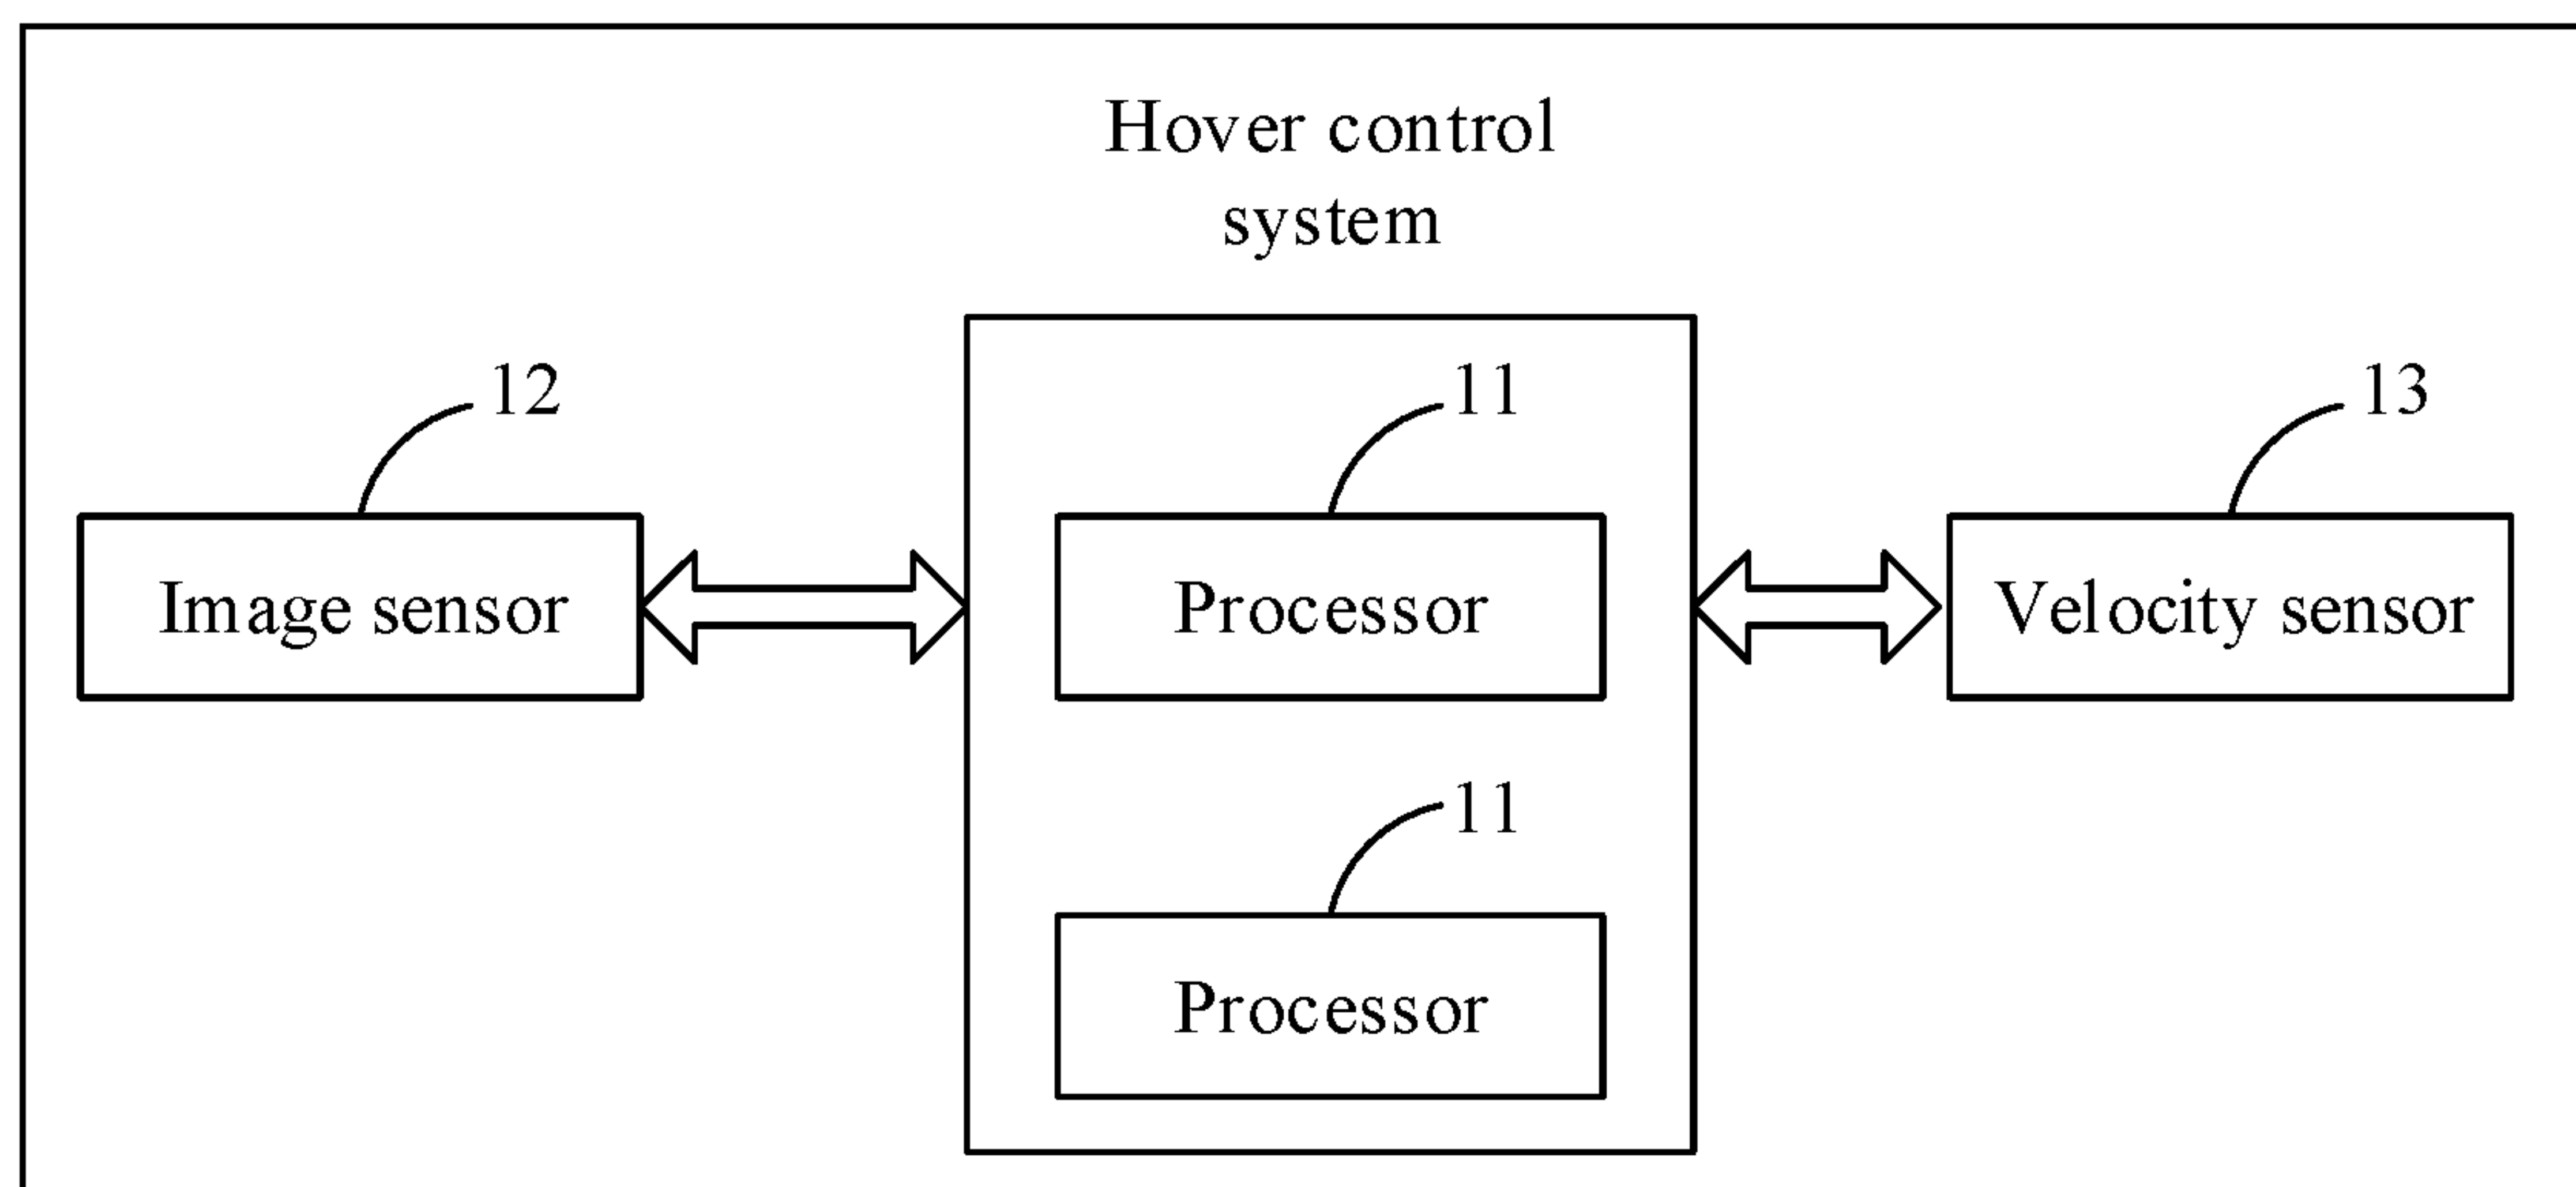 Hover control
system
12
11
13
Image sensor
Processor
Velocity sensor
11
Processor